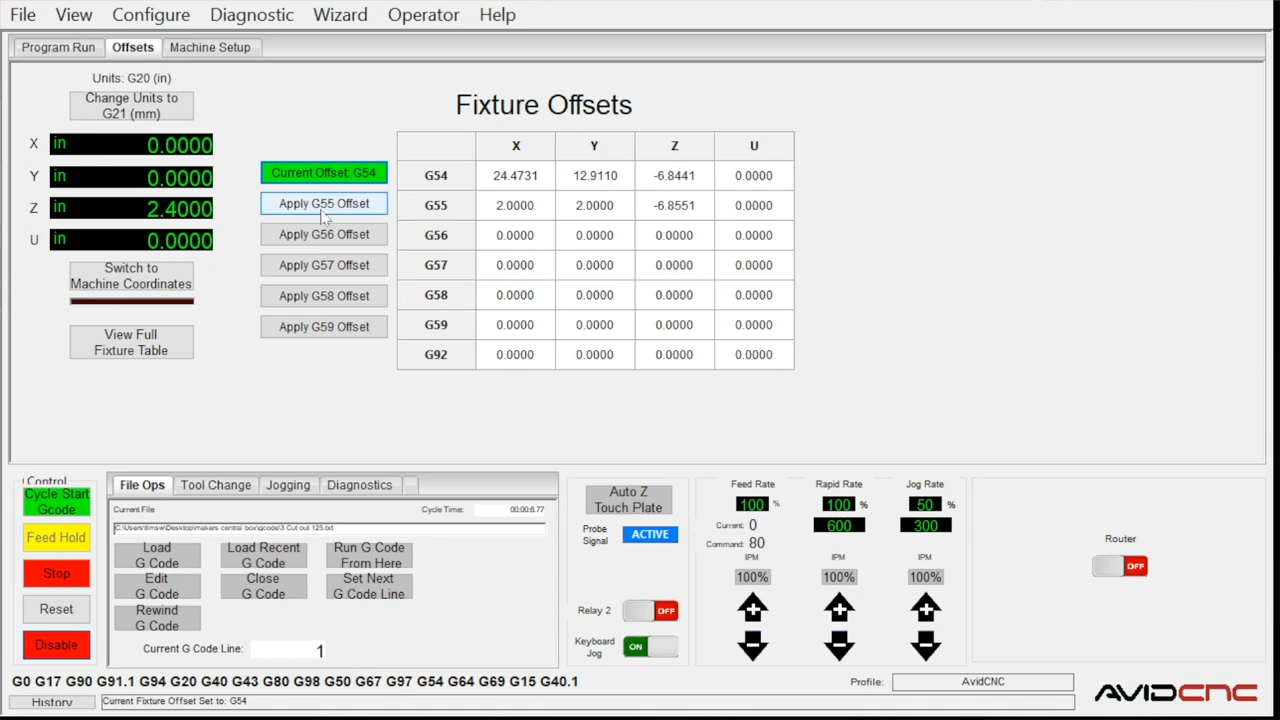 File View Configure Diagnostic Wizard Operator Help
Program Run Offsets Machine Setup
Units: G20 (in)
Change Units to
G21 (mm)
X in 0.0000
Y in 0.0000
Z in 2.4000
U in 0.0000
Switch to
Machine Coordinates
View Full
Fixture Table
Fixture Offsets
X Y Z U
Current Offset: G54 G54 24.4731 12.9110 -6.8441 0.0000
Apply G55 Offset G55 2.0000 2.0000 -6.8551 0.0000
Apply G56 Offset G56 0.0000 0.0000 0.0000 0.0000
Apply G57 Offset G57 0.0000 0.0000 0.0000 0.0000
Apply G58 Offset G58 0.0000 0.0000 0.0000 0.0000
Apply G59 Offset G59 0.0000 0.0000 0.0000 0.0000
G92 0.0000 0.0000 0.0000 0.0000
Control
Cycle Start
Gcode
Feed Hold
Stop
Reset
Disable
File Ops Tool Change Jogging Diagnostics
Current File Cycle Time: 00:00:6.77
C:\Users\timsw\Desktop\makers central box\gcode\3 Cut out 125.txt
Load
G Code
Load Recent
G Code
Run G Code
From Here
Edit
G Code
Close
G Code
Set Next
G Code Line
Rewind
G Code
Current G Code Line: 1
Auto Z
Touch Plate
Probe
Signal
ACTIVE
Relay 2 OFF
Keyboard
Jog
ON
Feed Rate Rapid Rate Jog Rate
100 % 100 % 50 %
Current: 0 600 300
Command: 80
IPM IPM IPM
100% 100% 100%
Router
OFF
G0 G17 G90 G91.1 G94 G20 G40 G43 G80 G98 G50 G67 G97 G54 G64 G69 G15 G40.1
Profile: AvidCNC
History Current Fixture Offset Set to: G54
AVIDCNC